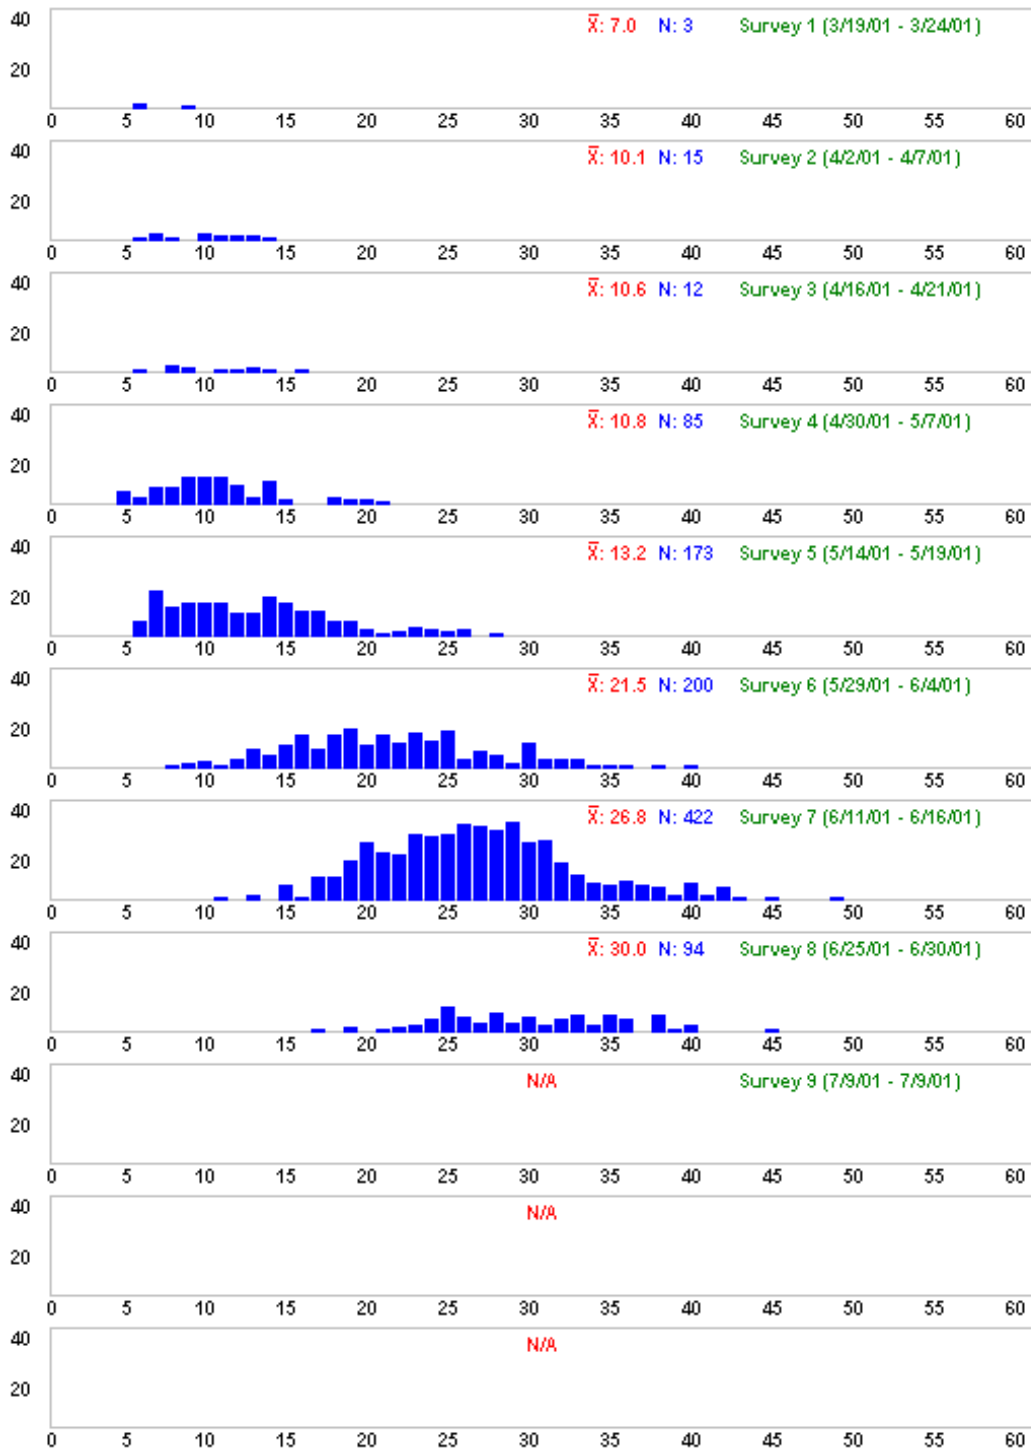 40 X̄: 7.0 N: 3 Survey 1 (3/19/01 - 3/24/01)
20
0 5 10 15 20 25 30 35 40 45 50 55 60
40 X̄: 10.1 N: 15 Survey 2 (4/2/01 - 4/7/01)
20
0 5 10 15 20 25 30 35 40 45 50 55 60
40 X̄: 10.6 N: 12 Survey 3 (4/16/01 - 4/21/01)
20
0 5 10 15 20 25 30 35 40 45 50 55 60
40 X̄: 10.8 N: 85 Survey 4 (4/30/01 - 5/7/01)
20
0 5 10 15 20 25 30 35 40 45 50 55 60
40 X̄: 13.2 N: 173 Survey 5 (5/14/01 - 5/19/01)
20
0 5 10 15 20 25 30 35 40 45 50 55 60
40 X̄: 21.5 N: 200 Survey 6 (5/29/01 - 6/4/01)
20
0 5 10 15 20 25 30 35 40 45 50 55 60
40 X̄: 26.8 N: 422 Survey 7 (6/11/01 - 6/16/01)
20
0 5 10 15 20 25 30 35 40 45 50 55 60
40 X̄: 30.0 N: 94 Survey 8 (6/25/01 - 6/30/01)
20
0 5 10 15 20 25 30 35 40 45 50 55 60
40 N/A Survey 9 (7/9/01 - 7/9/01)
20
0 5 10 15 20 25 30 35 40 45 50 55 60
40 N/A
20
0 5 10 15 20 25 30 35 40 45 50 55 60
40 N/A
20
0 5 10 15 20 25 30 35 40 45 50 55 60